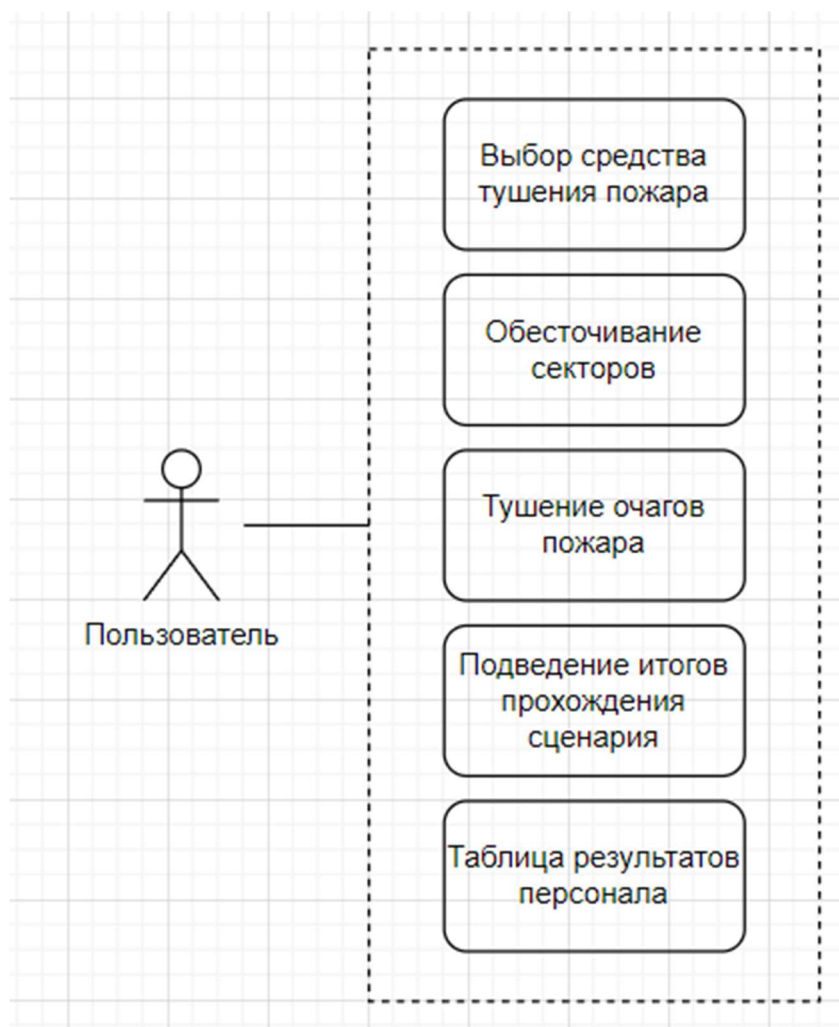 Выбор средства
тушения пожара
Обесточивание
секторов
Тушение очагов
пожара
Пользователь
Подведение итогов
прохождения
сценария
Таблица результатов
персонала